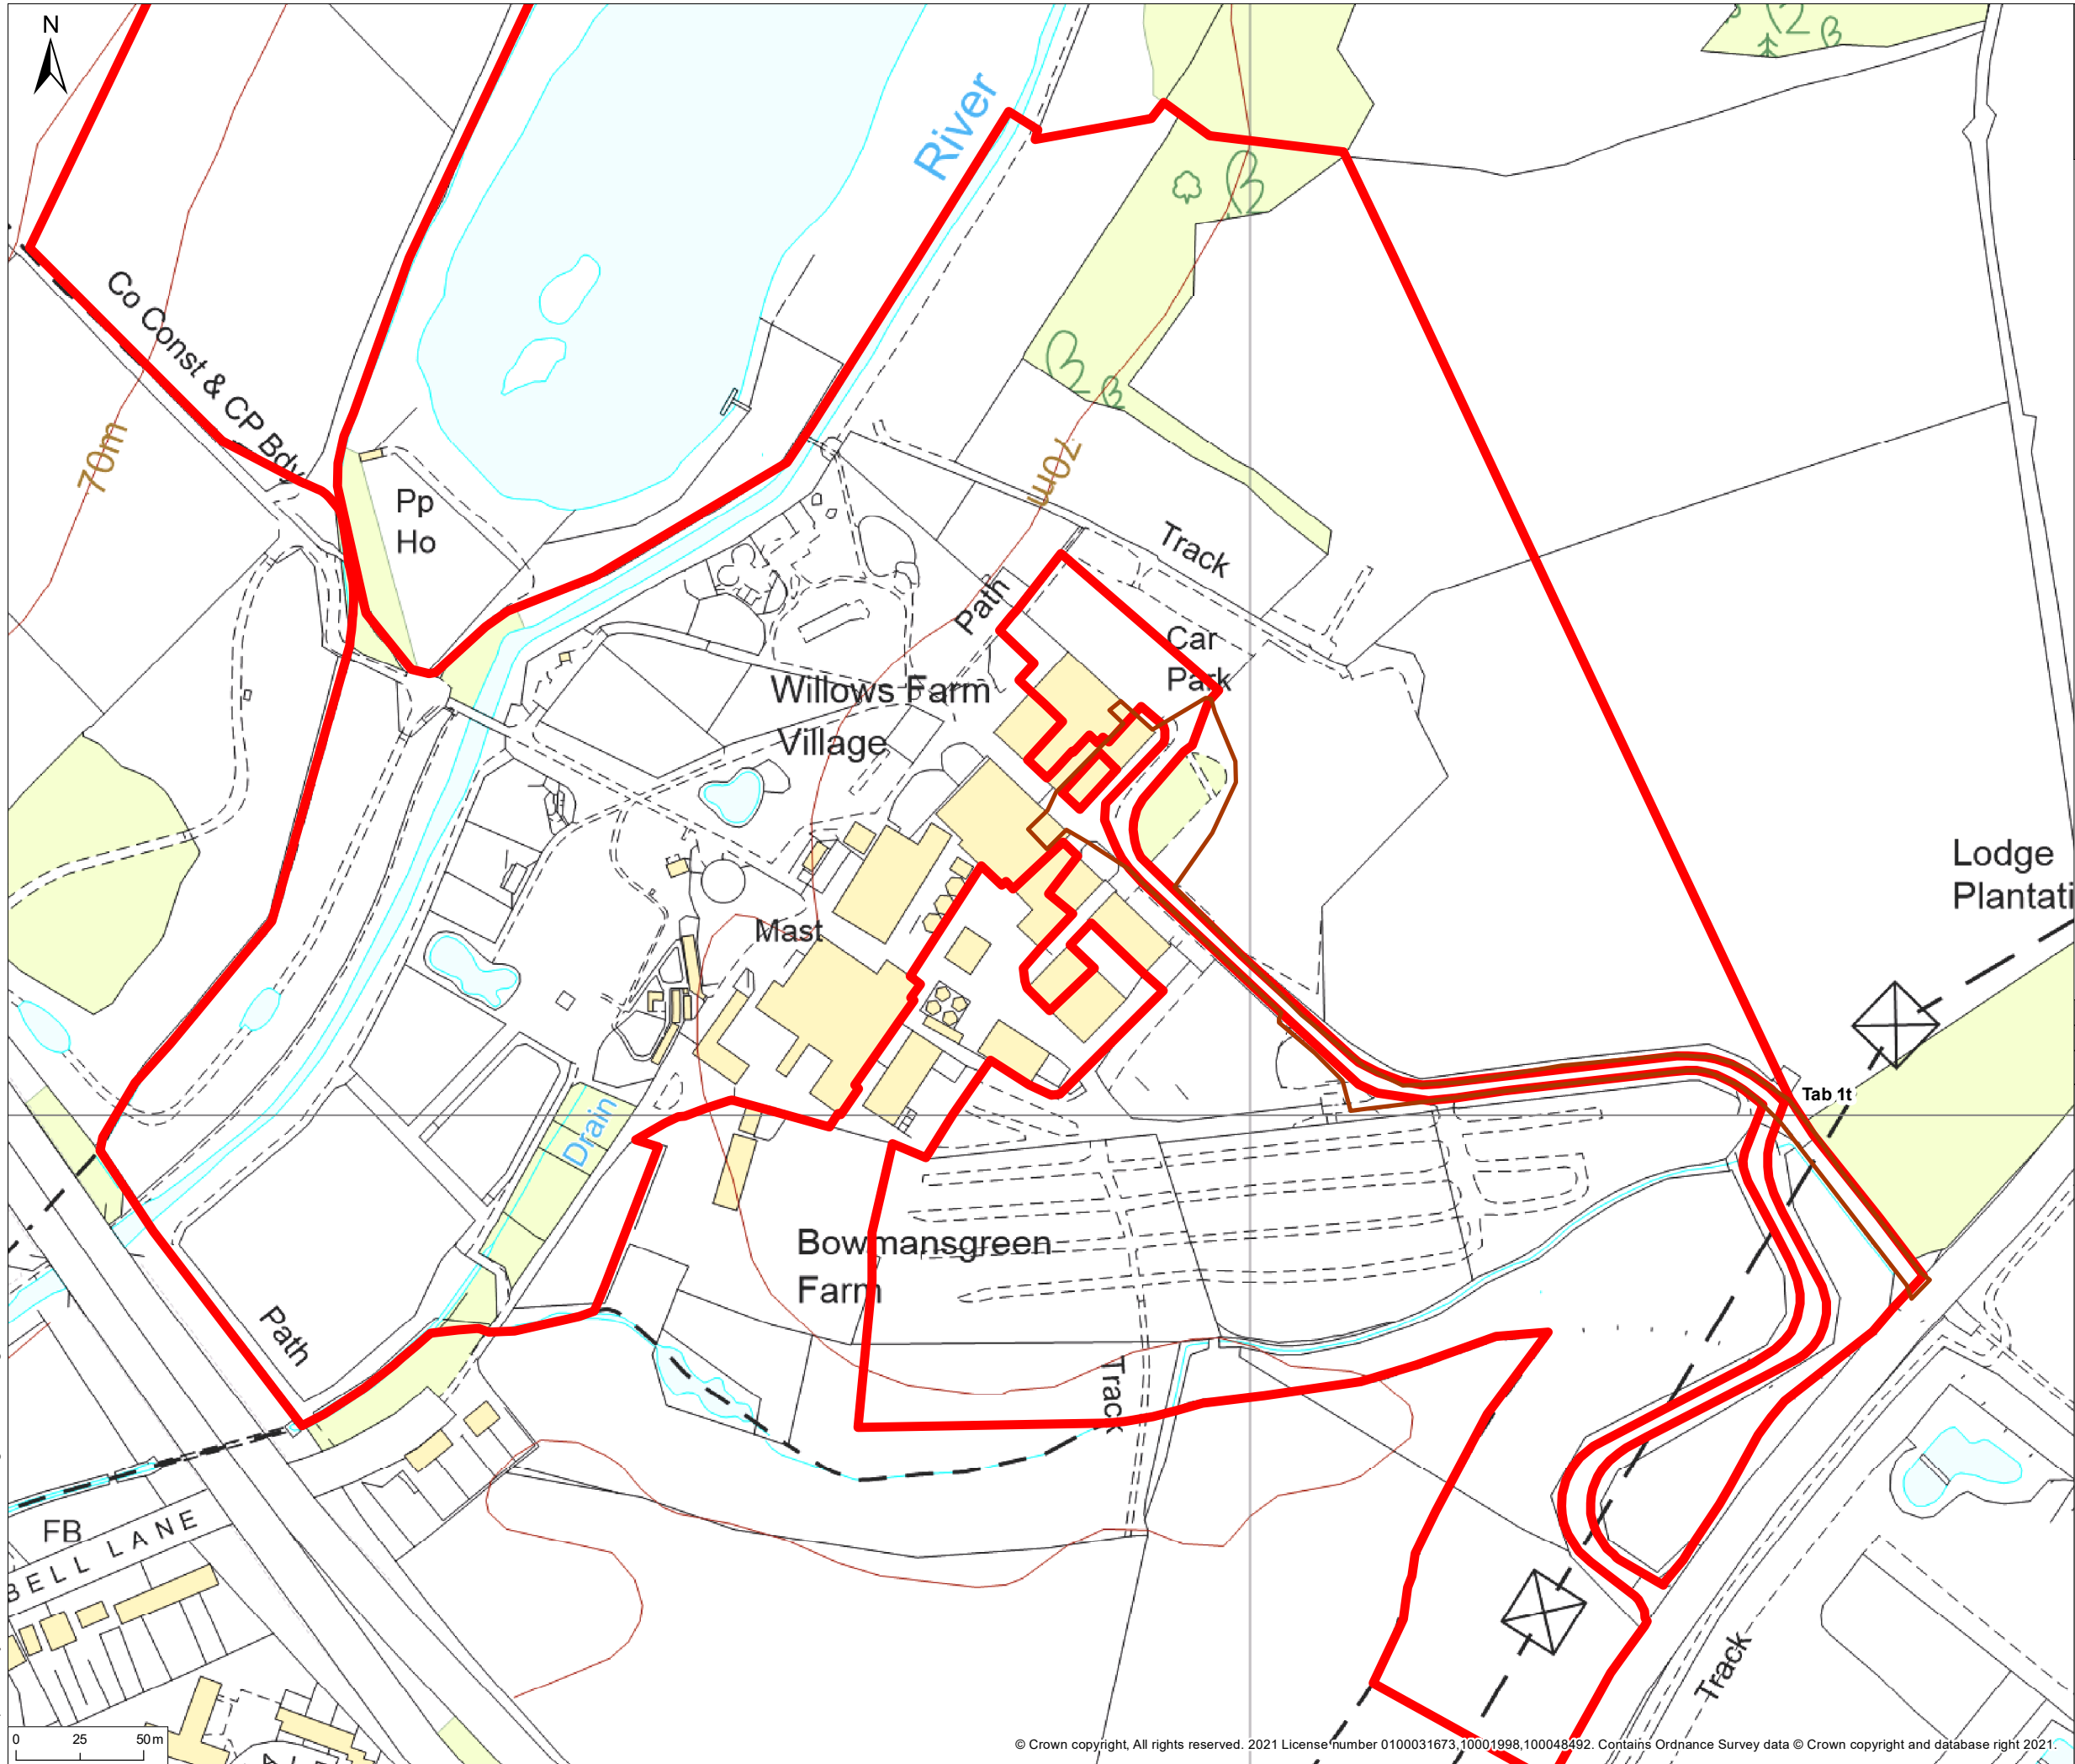 N
River
Co Const & CP Bdy
70m
70m
Pp
Ho
Track
Path
Car
Park
Willows Farm
Village
Mast
Lodge
Plantati
Tab 1t
Drain
Bowmansgreen
Farm
Path
Track
FB
BELL LANE
Track
0 25 50m
© Crown copyright, All rights reserved. 2021 License number 0100031673,10001998,100048492. Contains Ordnance Survey data © Crown copyright and database right 2021.